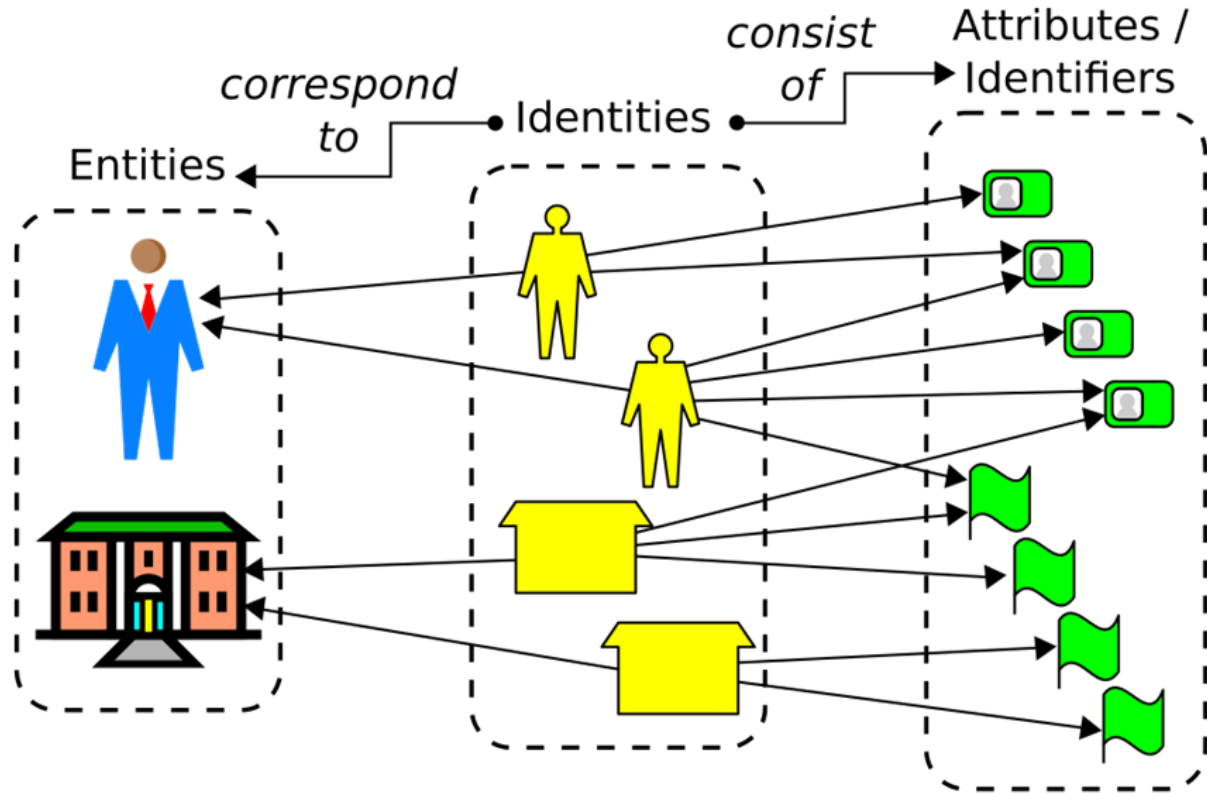 Entities
correspond
to
Identities
consist
of
Attributes /
Identifiers